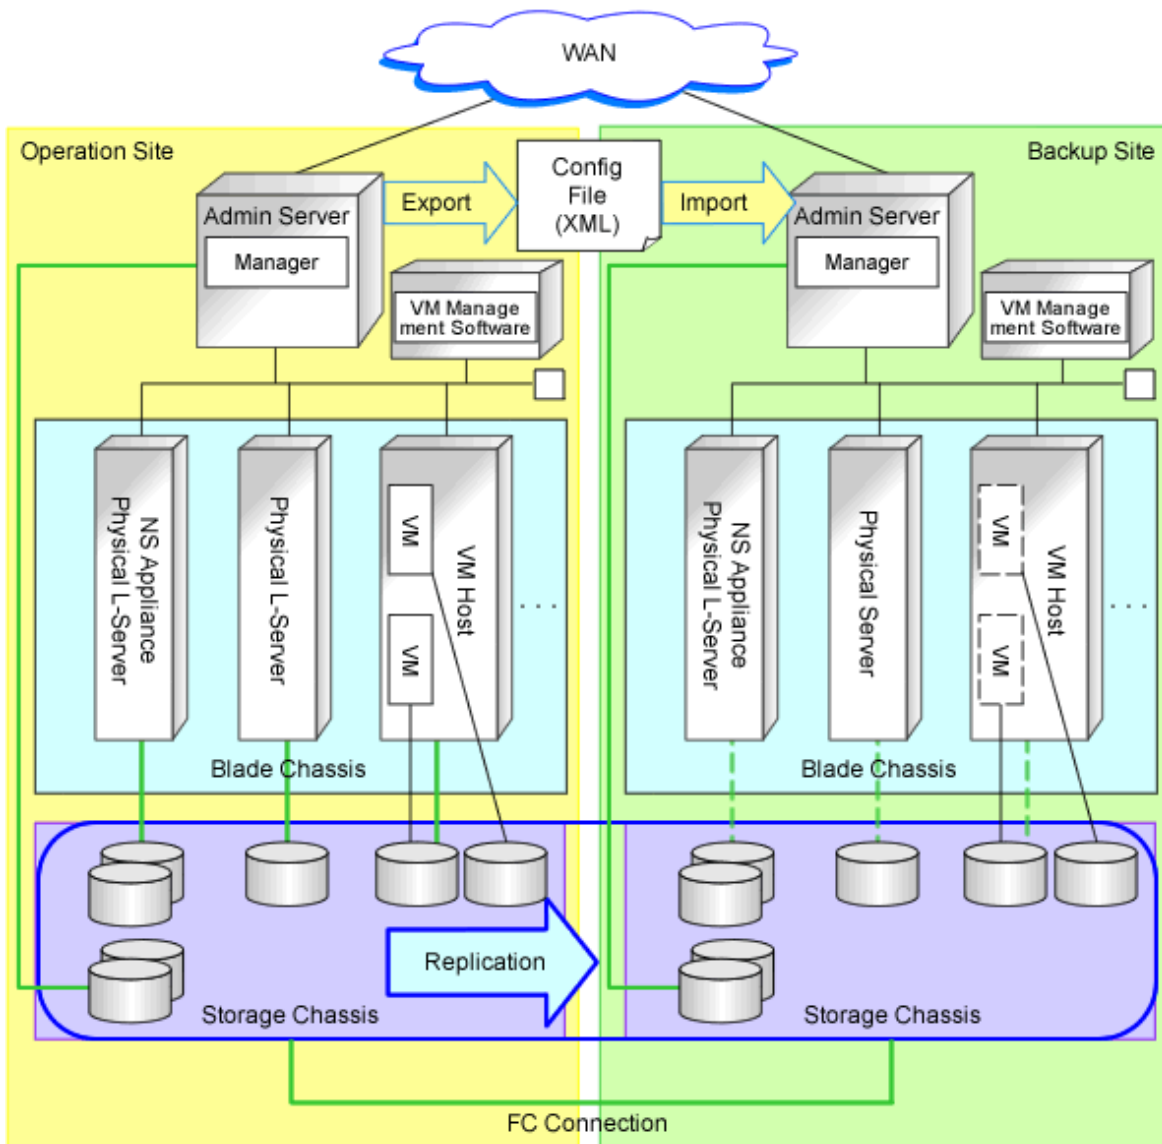 WAN
Operation Site
Backup Site
Config
File
(XML)
Export
Import
Admin Server
Manager
Admin Server
Manager
VM Manage
ment Software
VM Manage
ment Software
NS Appliance
Physical L-Server
Physical L-Server
VM
VM
VM Host
. . .
Blade Chassis
NS Appliance
Physical L-Server
Physical Server
VM
VM
VM Host
. . .
Blade Chassis
Replication
Storage Chassis
Storage Chassis
FC Connection